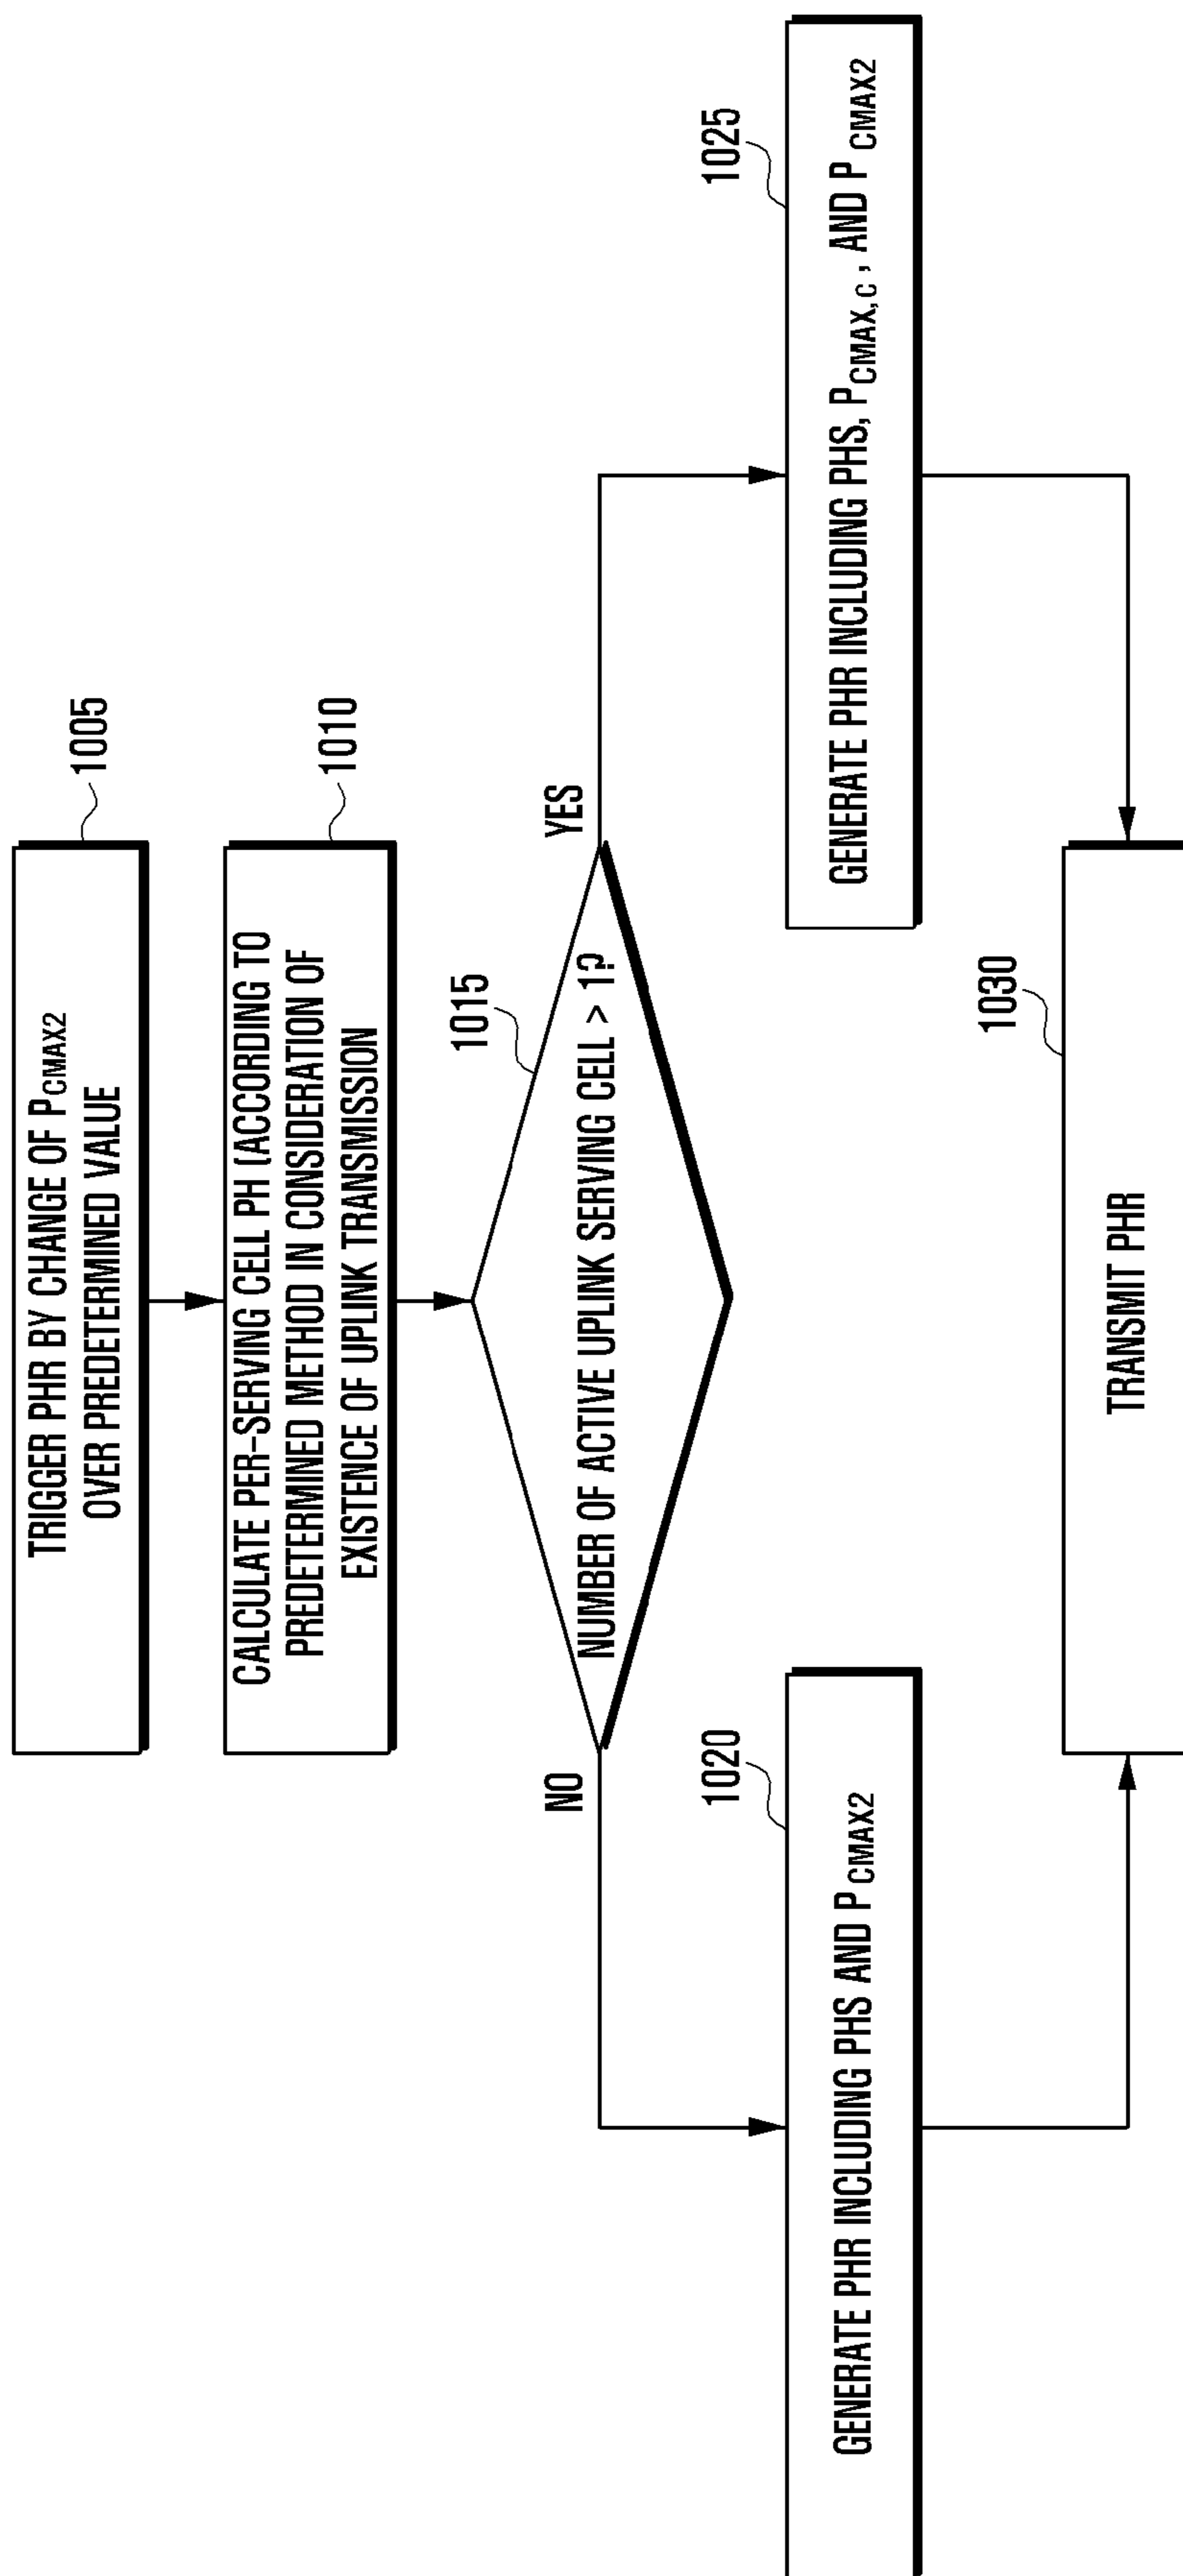 TRIGGER PHR BY CHANGE OF PCMAX2
OVER PREDETERMINED VALUE
1005
CALCULATE PER-SERVING CELL PH (ACCORDING TO
PREDETERMINED METHOD IN CONSIDERATION OF
EXISTENCE OF UPLINK TRANSMISSION
1010
1015
NUMBER OF ACTIVE UPLINK SERVING CELL > 1?
NO
YES
1020
GENERATE PHR INCLUDING PHS AND PCMAX2
1025
GENERATE PHR INCLUDING PHS, PCMAX,C, AND PCMAX2
1030
TRANSMIT PHR